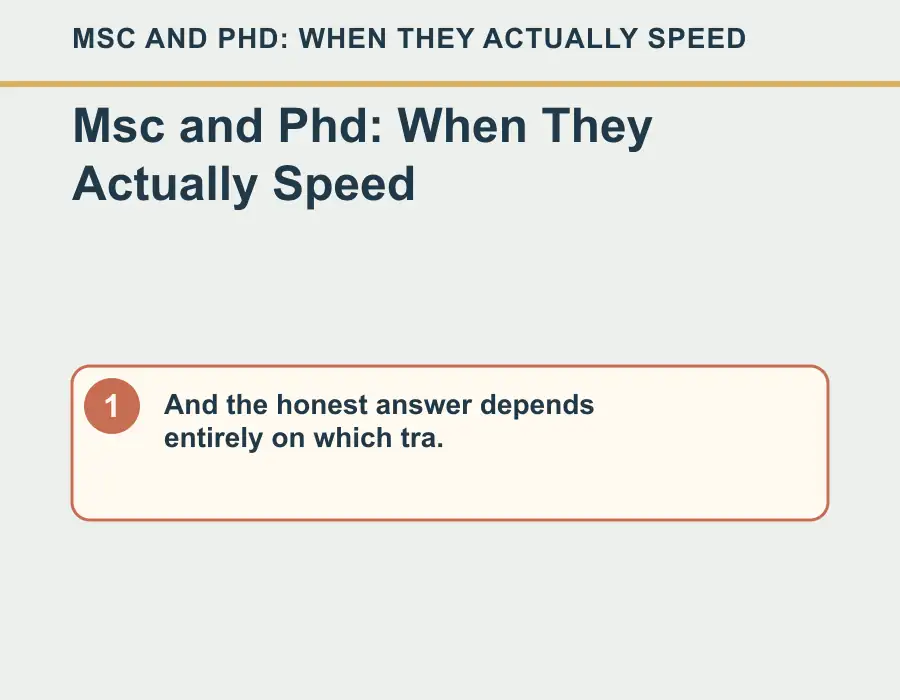 MSC AND PHD: WHEN THEY ACTUALLY SPEED
Msc and Phd: When They
Actually Speed
1
And the honest answer depends
entirely on which tra.